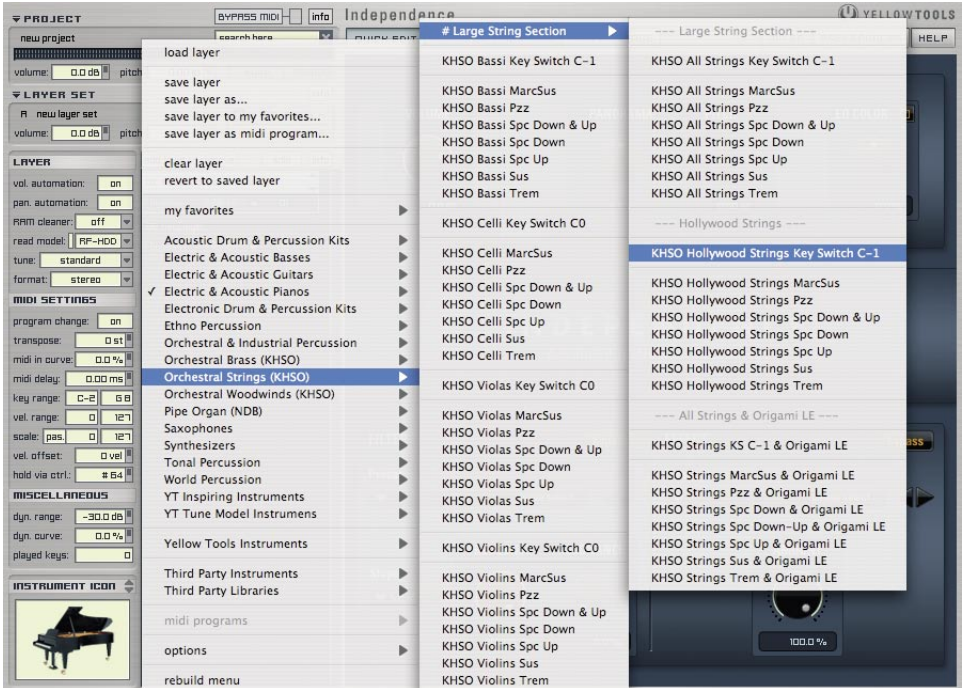 PROJECT
BYPASS MIDI
info
Independence
YELLOWTOOLS
new project
search here
HELP
volume: 0.0 dB pitch
LAYER SET
A new layer set
volume: 0.0 dB pitch
LAYER
vol. automation: on
pan. automation: on
RAM cleaner: off
read model: RF-HDD
tune: standard
format: stereo
MIDI SETTINGS
program change: on
transpose: 0 st
midi in curve: 0.0 %
midi delay: 0.00 ms
key range: C-2 G8
vel. range: 0 127
scale: pas. 0 127
vel. offset: 0 vel
hold via ctrl.: # 64
MISCELLANEOUS
dyn. range: -30.0 dB
dyn. curve: 0.0 %
played keys: 0
INSTRUMENT ICON
load layer
save layer
save layer as...
save layer to my favorites...
save layer as midi program...
clear layer
revert to saved layer
my favorites
Acoustic Drum & Percussion Kits
Electric & Acoustic Basses
Electric & Acoustic Guitars
✓ Electric & Acoustic Pianos
Electronic Drum & Percussion Kits
Ethno Percussion
Orchestral & Industrial Percussion
Orchestral Brass (KHSO)
Orchestral Strings (KHSO)
Orchestral Woodwinds (KHSO)
Pipe Organ (NDB)
Saxophones
Synthesizers
Tonal Percussion
World Percussion
YT Inspiring Instruments
YT Tune Model Instrumens
Yellow Tools Instruments
Third Party Instruments
Third Party Libraries
midi programs
options
rebuild menu
# Large String Section
KHSO Bassi Key Switch C-1
KHSO Bassi MarcSus
KHSO Bassi Pzz
KHSO Bassi Spc Down & Up
KHSO Bassi Spc Down
KHSO Bassi Spc Up
KHSO Bassi Sus
KHSO Bassi Trem
KHSO Celli Key Switch C0
KHSO Celli MarcSus
KHSO Celli Pzz
KHSO Celli Spc Down & Up
KHSO Celli Spc Down
KHSO Celli Spc Up
KHSO Celli Sus
KHSO Celli Trem
KHSO Violas Key Switch C0
KHSO Violas MarcSus
KHSO Violas Pzz
KHSO Violas Spc Down & Up
KHSO Violas Spc Down
KHSO Violas Spc Up
KHSO Violas Sus
KHSO Violas Trem
KHSO Violins Key Switch C0
KHSO Violins MarcSus
KHSO Violins Pzz
KHSO Violins Spc Down & Up
KHSO Violins Spc Down
KHSO Violins Spc Up
KHSO Violins Sus
KHSO Violins Trem
--- Large String Section ---
KHSO All Strings Key Switch C-1
KHSO All Strings MarcSus
KHSO All Strings Pzz
KHSO All Strings Spc Down & Up
KHSO All Strings Spc Down
KHSO All Strings Spc Up
KHSO All Strings Sus
KHSO All Strings Trem
--- Hollywood Strings ---
KHSO Hollywood Strings Key Switch C-1
KHSO Hollywood Strings MarcSus
KHSO Hollywood Strings Pzz
KHSO Hollywood Strings Spc Down & Up
KHSO Hollywood Strings Spc Down
KHSO Hollywood Strings Spc Up
KHSO Hollywood Strings Sus
KHSO Hollywood Strings Trem
--- All Strings & Origami LE ---
KHSO Strings KS C-1 & Origami LE
KHSO Strings MarcSus & Origami LE
KHSO Strings Pzz & Origami LE
KHSO Strings Spc Down & Origami LE
KHSO Strings Spc Down-Up & Origami LE
KHSO Strings Spc Up & Origami LE
KHSO Strings Sus & Origami LE
KHSO Strings Trem & Origami LE
100.0 %